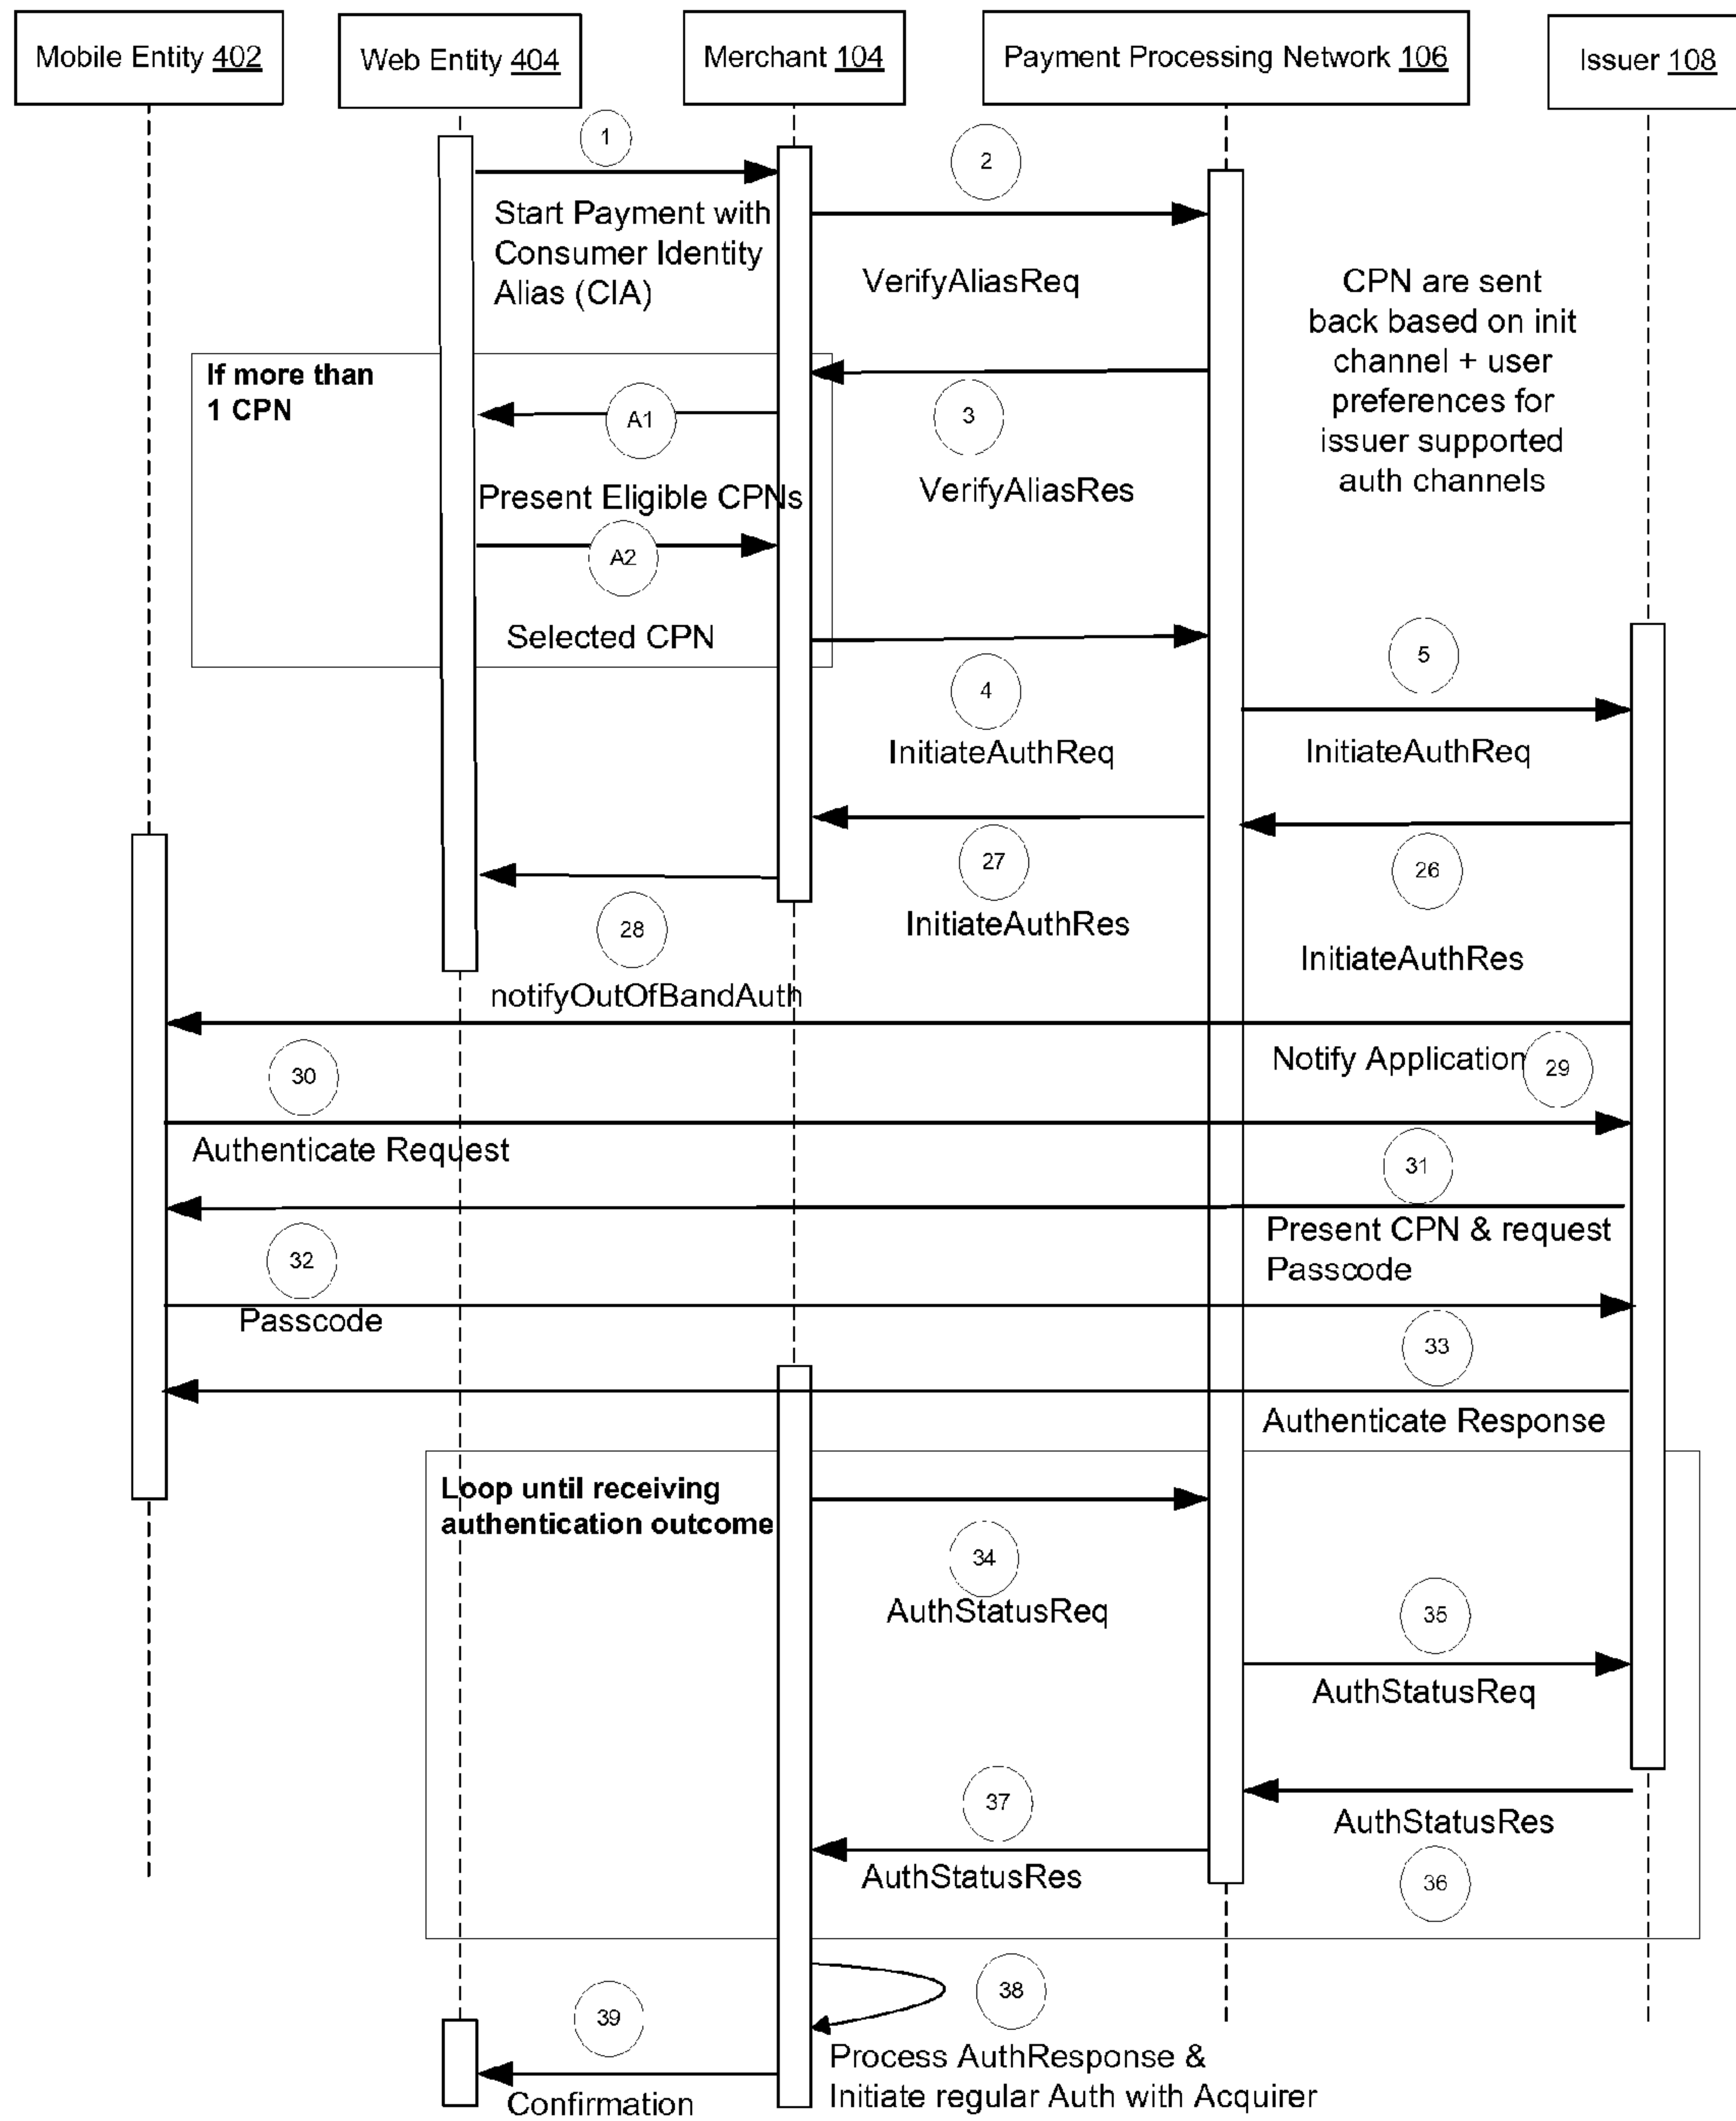 Mobile Entity 402
Web Entity 404
Merchant 104
Payment Processing Network 106
Issuer 108
1
2
Start Payment with
Consumer Identity
Alias (CIA)
VerifyAliasReq
CPN are sent
back based on init
channel + user
preferences for
issuer supported
auth channels
If more than
1 CPN
A1
3
Present Eligible CPNs
VerifyAliasRes
A2
Selected CPN
4
5
InitiateAuthReq
InitiateAuthReq
27
26
28
InitiateAuthRes
InitiateAuthRes
notifyOutOfBandAuth
30
Notify Application
29
Authenticate Request
31
32
Present CPN & request
Passcode
Passcode
33
Authenticate Response
Loop until receiving
authentication outcome
34
AuthStatusReq
35
AuthStatusReq
37
AuthStatusRes
AuthStatusRes
36
38
39
Process AuthResponse &
Initiate regular Auth with Acquirer
Confirmation